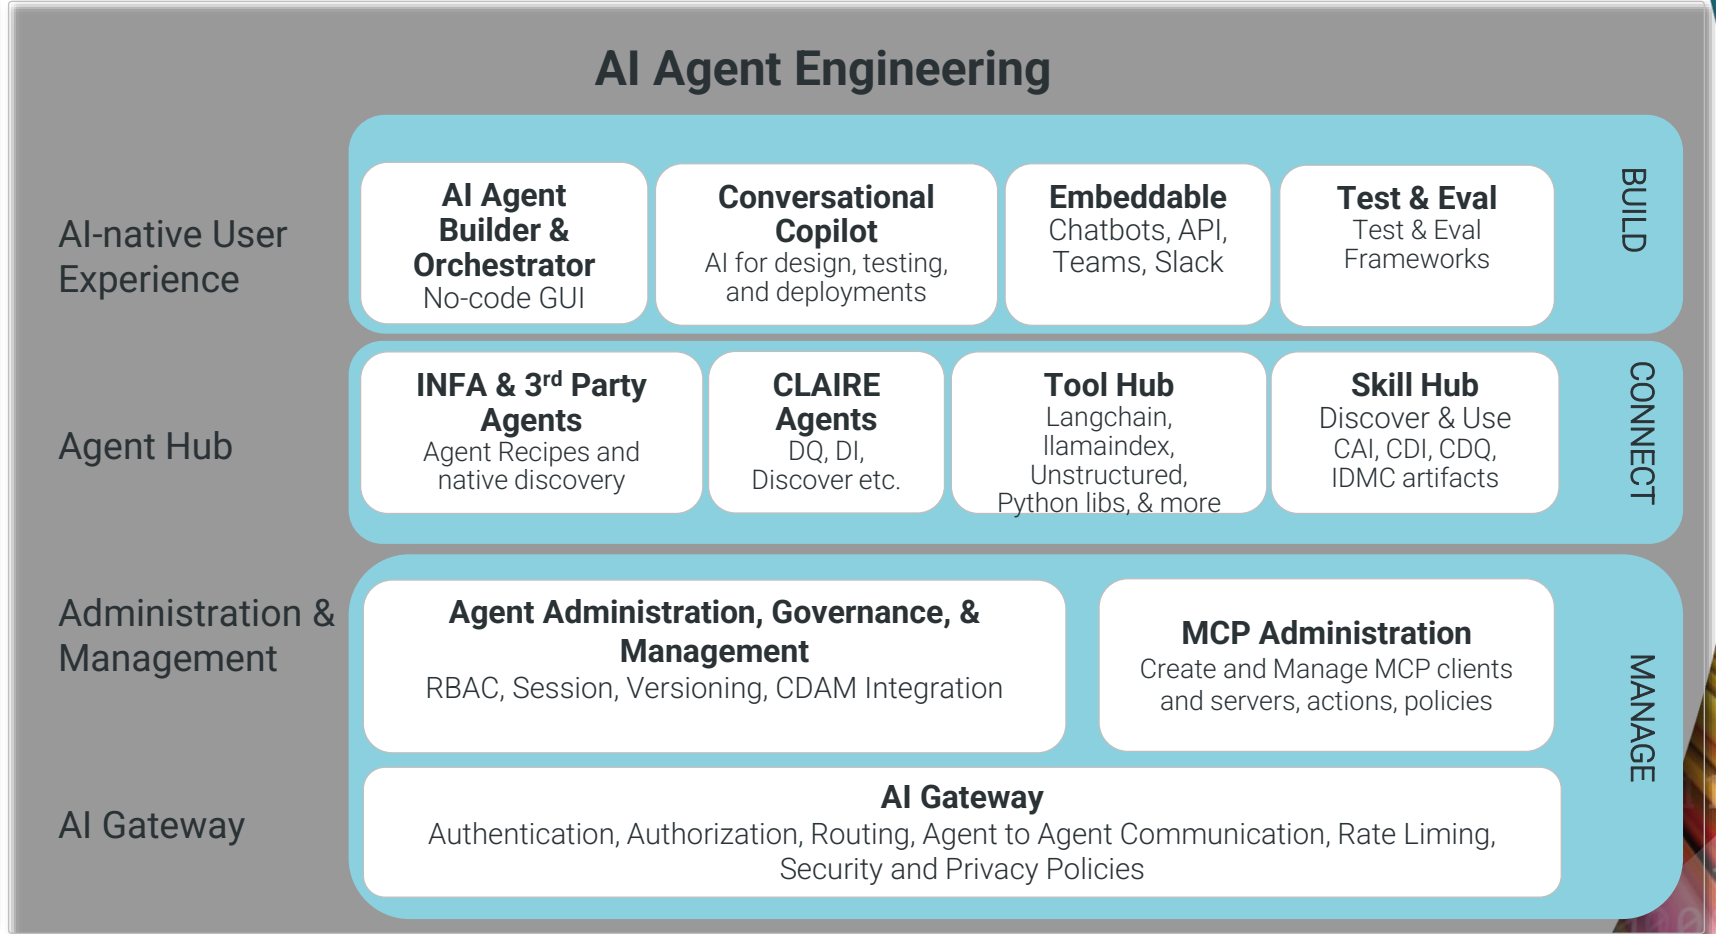 AI Agent Engineering
AI-native User
Experience
AI Agent
Builder &
Orchestrator
No-code GUI
Conversational
Copilot
AI for design, testing,
and deployments
Embeddable
Chatbots, API,
Teams, Slack
Test & Eval
Test & Eval
Frameworks
BUILD
Agent Hub
INFA & 3rd Party
Agents
Agent Recipes and
native discovery
CLAIRE
Agents
DQ, DI,
Discover etc.
Tool Hub
Langchain,
llamaindex,
Unstructured,
Python libs, & more
Skill Hub
Discover & Use
CAI, CDI, CDQ,
IDMC artifacts
CONNECT
Administration &
Management
Agent Administration, Governance, &
Management
RBAC, Session, Versioning, CDAM Integration
MCP Administration
Create and Manage MCP clients
and servers, actions, policies
MANAGE
AI Gateway
AI Gateway
Authentication, Authorization, Routing, Agent to Agent Communication, Rate Liming,
Security and Privacy Policies